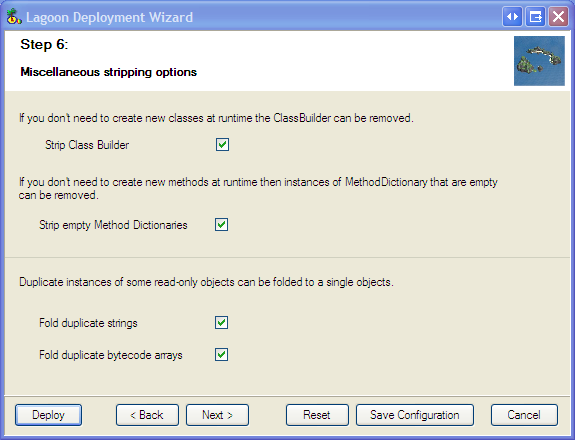 Lagoon Deployment Wizard
Step 6:
Miscellaneous stripping options
If you don't need to create new classes at runtime the ClassBuilder can be removed.
Strip Class Builder
If you don't need to create new methods at runtime then instances of MethodDictionary that are empty
can be removed.
Strip empty Method Dictionaries
Duplicate instances of some read-only objects can be folded to a single objects.
Fold duplicate strings
Fold duplicate bytecode arrays
Deploy < Back Next > Reset Save Configuration Cancel